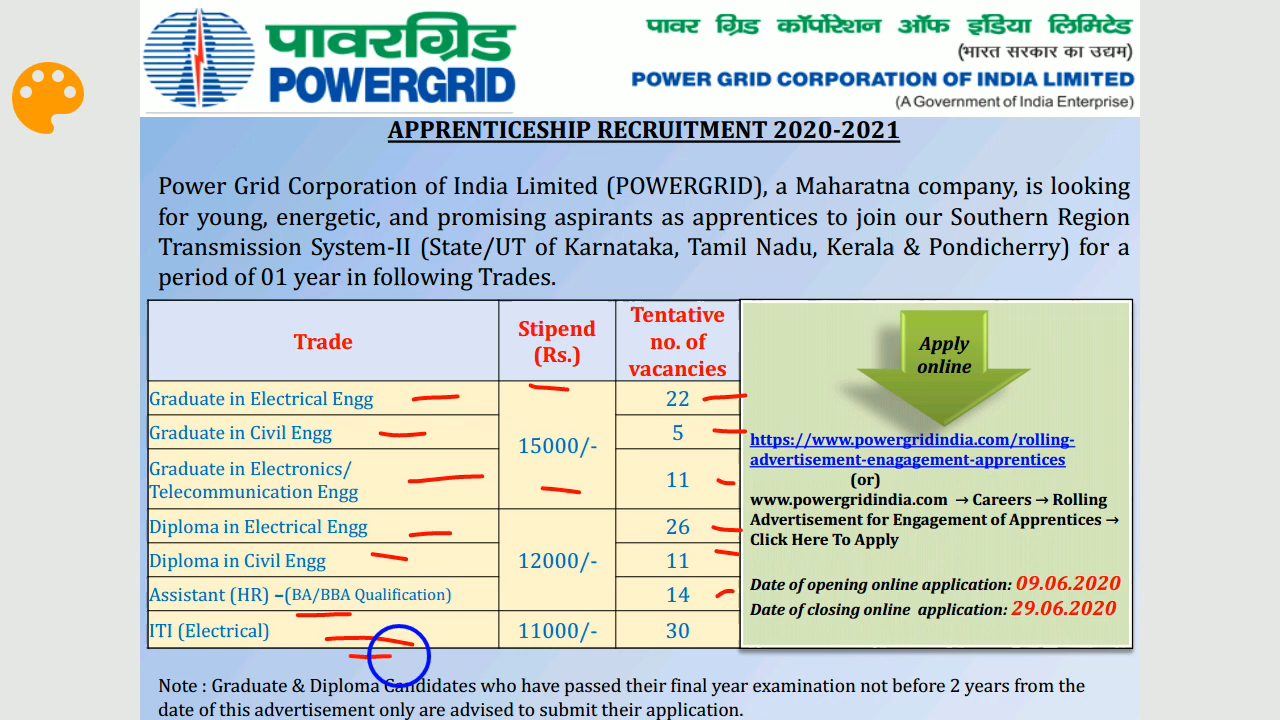 पावरग्रिड
POWERGRID
पावर ग्रिड कॉर्पोरेशन ऑफ इंडिया लिमिटेड
(भारत सरकार का उद्यम)
POWER GRID CORPORATION OF INDIA LIMITED
(A Government of India Enterprise)
APPRENTICESHIP RECRUITMENT 2020-2021
Power Grid Corporation of India Limited (POWERGRID), a Maharatna company, is looking
for young, energetic, and promising aspirants as apprentices to join our Southern Region
Transmission System-II (State/UT of Karnataka, Tamil Nadu, Kerala & Pondicherry) for a
period of 01 year in following Trades.
Trade
Stipend
(Rs.)
Tentative
no. of
vacancies
Graduate in Electrical Engg
22
Graduate in Civil Engg
15000/-
5
Graduate in Electronics/
Telecommunication Engg
11
Diploma in Electrical Engg
26
Diploma in Civil Engg
12000/-
11
Assistant (HR) –(BA/BBA Qualification)
14
ITI (Electrical)
11000/-
30
Apply
online
https://www.powergridindia.com/rolling-
advertisement-enagagement-apprentices
(or)
www.powergridindia.com → Careers → Rolling
Advertisement for Engagement of Apprentices →
Click Here To Apply
Date of opening online application: 09.06.2020
Date of closing online application: 29.06.2020
Note : Graduate & Diploma Candidates who have passed their final year examination not before 2 years from the
date of this advertisement only are advised to submit their application.